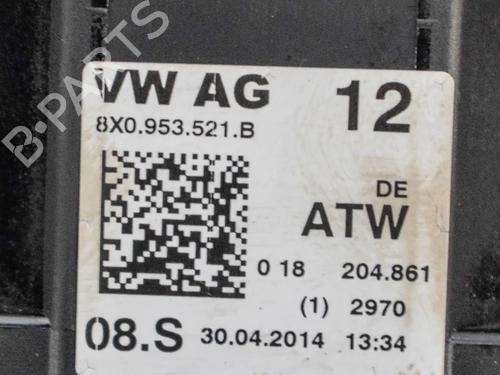 B-PARTS
VW AG 12
8X0.953.521.B
DE
ATW
0 18 204.861
(1) 2970
08.S 30.04.2014 13:34